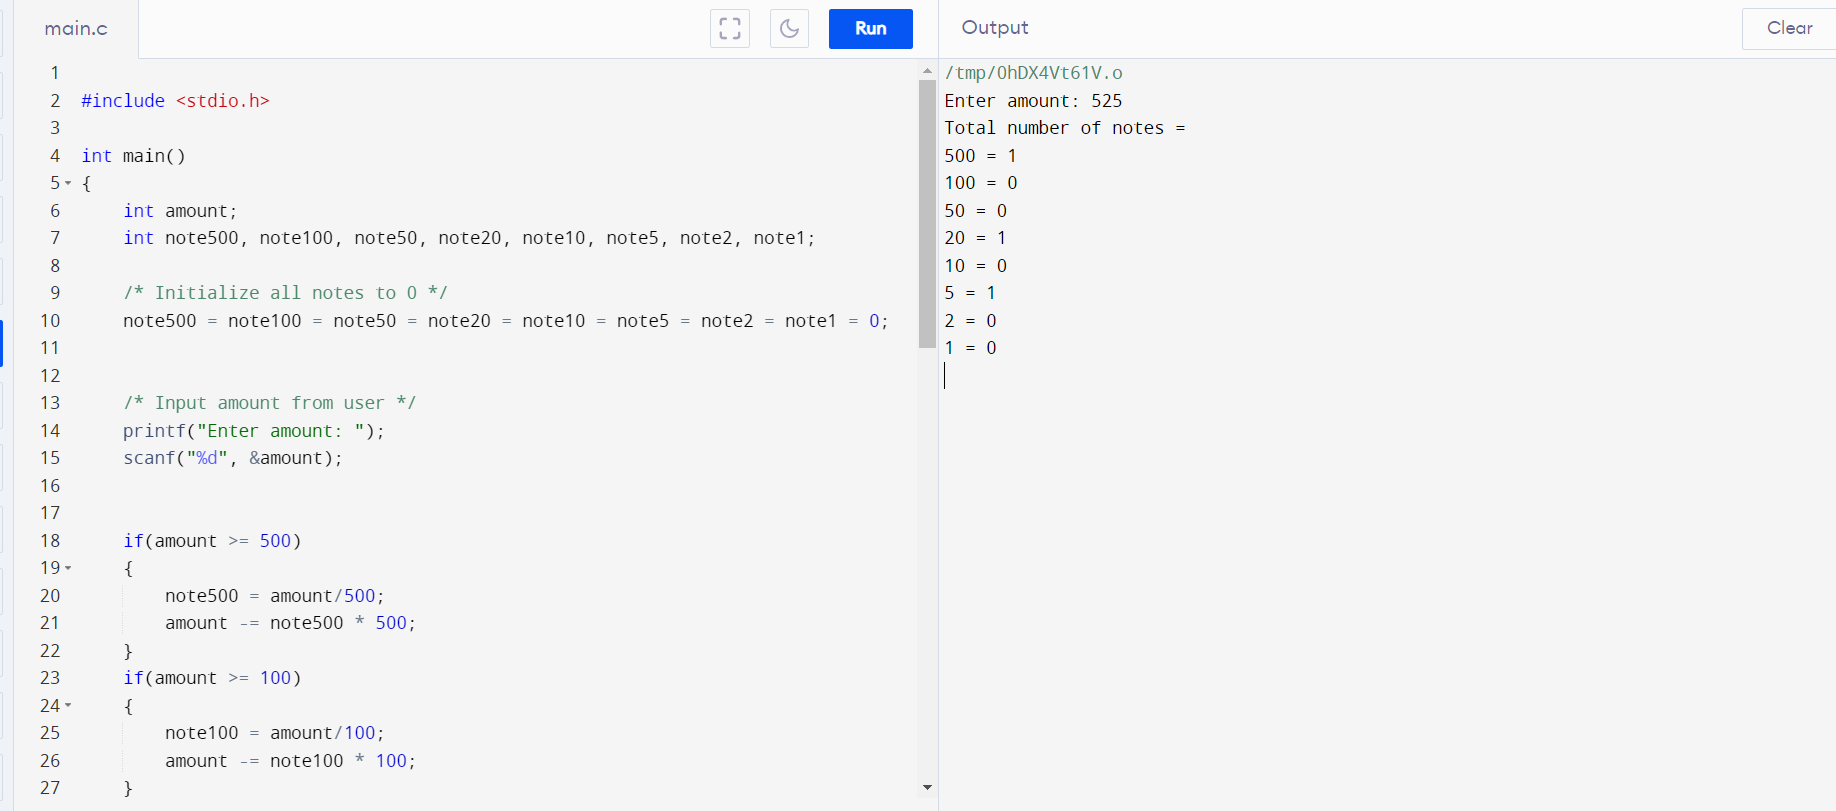 main.c
Run
1
2 #include <stdio.h>
3
4 int main()
5 {
6 int amount;
7 int note500, note100, note50, note20, note10, note5, note2, note1;
8
9 /* Initialize all notes to 0 */
10 note500 = note100 = note50 = note20 = note10 = note5 = note2 = note1 = 0;
11
12
13 /* Input amount from user */
14 printf("Enter amount: ");
15 scanf("%d", &amount);
16
17
18 if(amount >= 500)
19 {
20 note500 = amount/500;
21 amount -= note500 * 500;
22 }
23 if(amount >= 100)
24 {
25 note100 = amount/100;
26 amount -= note100 * 100;
27 }
Output
Clear
/tmp/0hDX4Vt61V.o
Enter amount: 525
Total number of notes =
500 = 1
100 = 0
50 = 0
20 = 1
10 = 0
5 = 1
2 = 0
1 = 0